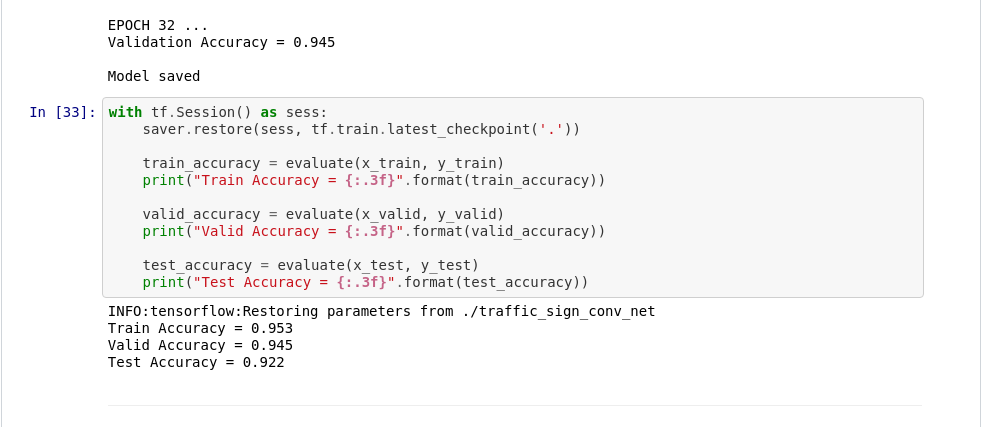 EPOCH 32 ...
Validation Accuracy = 0.945
Model saved
In [33]: with tf.Session() as sess:
    saver.restore(sess, tf.train.latest_checkpoint('.'))
    train_accuracy = evaluate(x_train, y_train)
    print("Train Accuracy = {:.3f}".format(train_accuracy))
    valid_accuracy = evaluate(x_valid, y_valid)
    print("Valid Accuracy = {:.3f}".format(valid_accuracy))
    test_accuracy = evaluate(x_test, y_test)
    print("Test Accuracy = {:.3f}".format(test_accuracy))
INFO:tensorflow:Restoring parameters from ./traffic_sign_conv_net
Train Accuracy = 0.953
Valid Accuracy = 0.945
Test Accuracy = 0.922